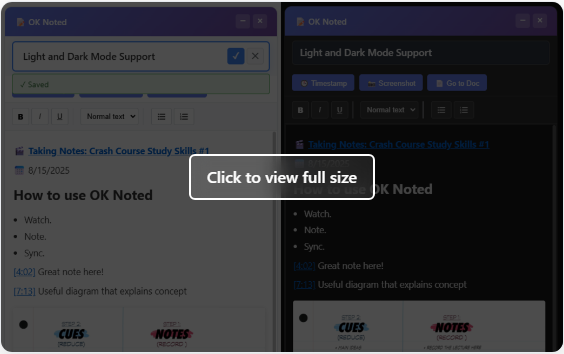 OK Noted
Light and Dark Mode Support
✓ Saved
B I U Normal text
Taking Notes: Crash Course Study Skills #1
8/15/2025
How to use OK Noted
• Watch.
• Note.
• Sync.
[4:02] Great note here!
[7:13] Useful diagram that explains concept
CUES
(REDUCE)
NOTES
(RECORD)
Click to view full size
OK Noted
Light and Dark Mode Support
Timestamp
Screenshot
Go to Doc
B I U Normal text
Taking Notes: Crash Course Study Skills #1
Noted
• Watch.
• Note.
• Sync.
[4:02] Great note here!
[7:13] Useful diagram that explains concept
CUES
(REDUCE)
NOTES
(RECORD)